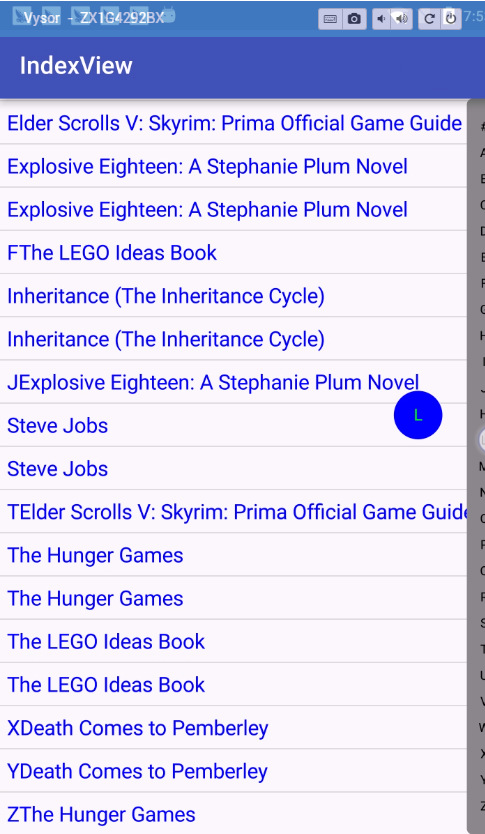 Vysor - ZX1G4292BX
7:5
IndexView
Elder Scrolls V: Skyrim: Prima Official Game Guide
Explosive Eighteen: A Stephanie Plum Novel
Explosive Eighteen: A Stephanie Plum Novel
FThe LEGO Ideas Book
Inheritance (The Inheritance Cycle)
Inheritance (The Inheritance Cycle)
JExplosive Eighteen: A Stephanie Plum Novel
L
Steve Jobs
Steve Jobs
TElder Scrolls V: Skyrim: Prima Official Game Guide
The Hunger Games
The Hunger Games
The LEGO Ideas Book
The LEGO Ideas Book
XDeath Comes to Pemberley
YDeath Comes to Pemberley
ZThe Hunger Games